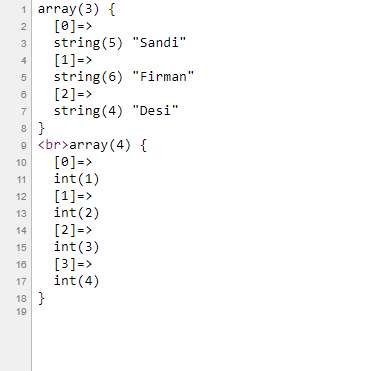 1 array(3) {
2   [0]=>
3   string(5) "Sandi"
4   [1]=>
5   string(6) "Firman"
6   [2]=>
7   string(4) "Desi"
8 }
9 <br>array(4) {
10   [0]=>
11   int(1)
12   [1]=>
13   int(2)
14   [2]=>
15   int(3)
16   [3]=>
17   int(4)
18 }
19